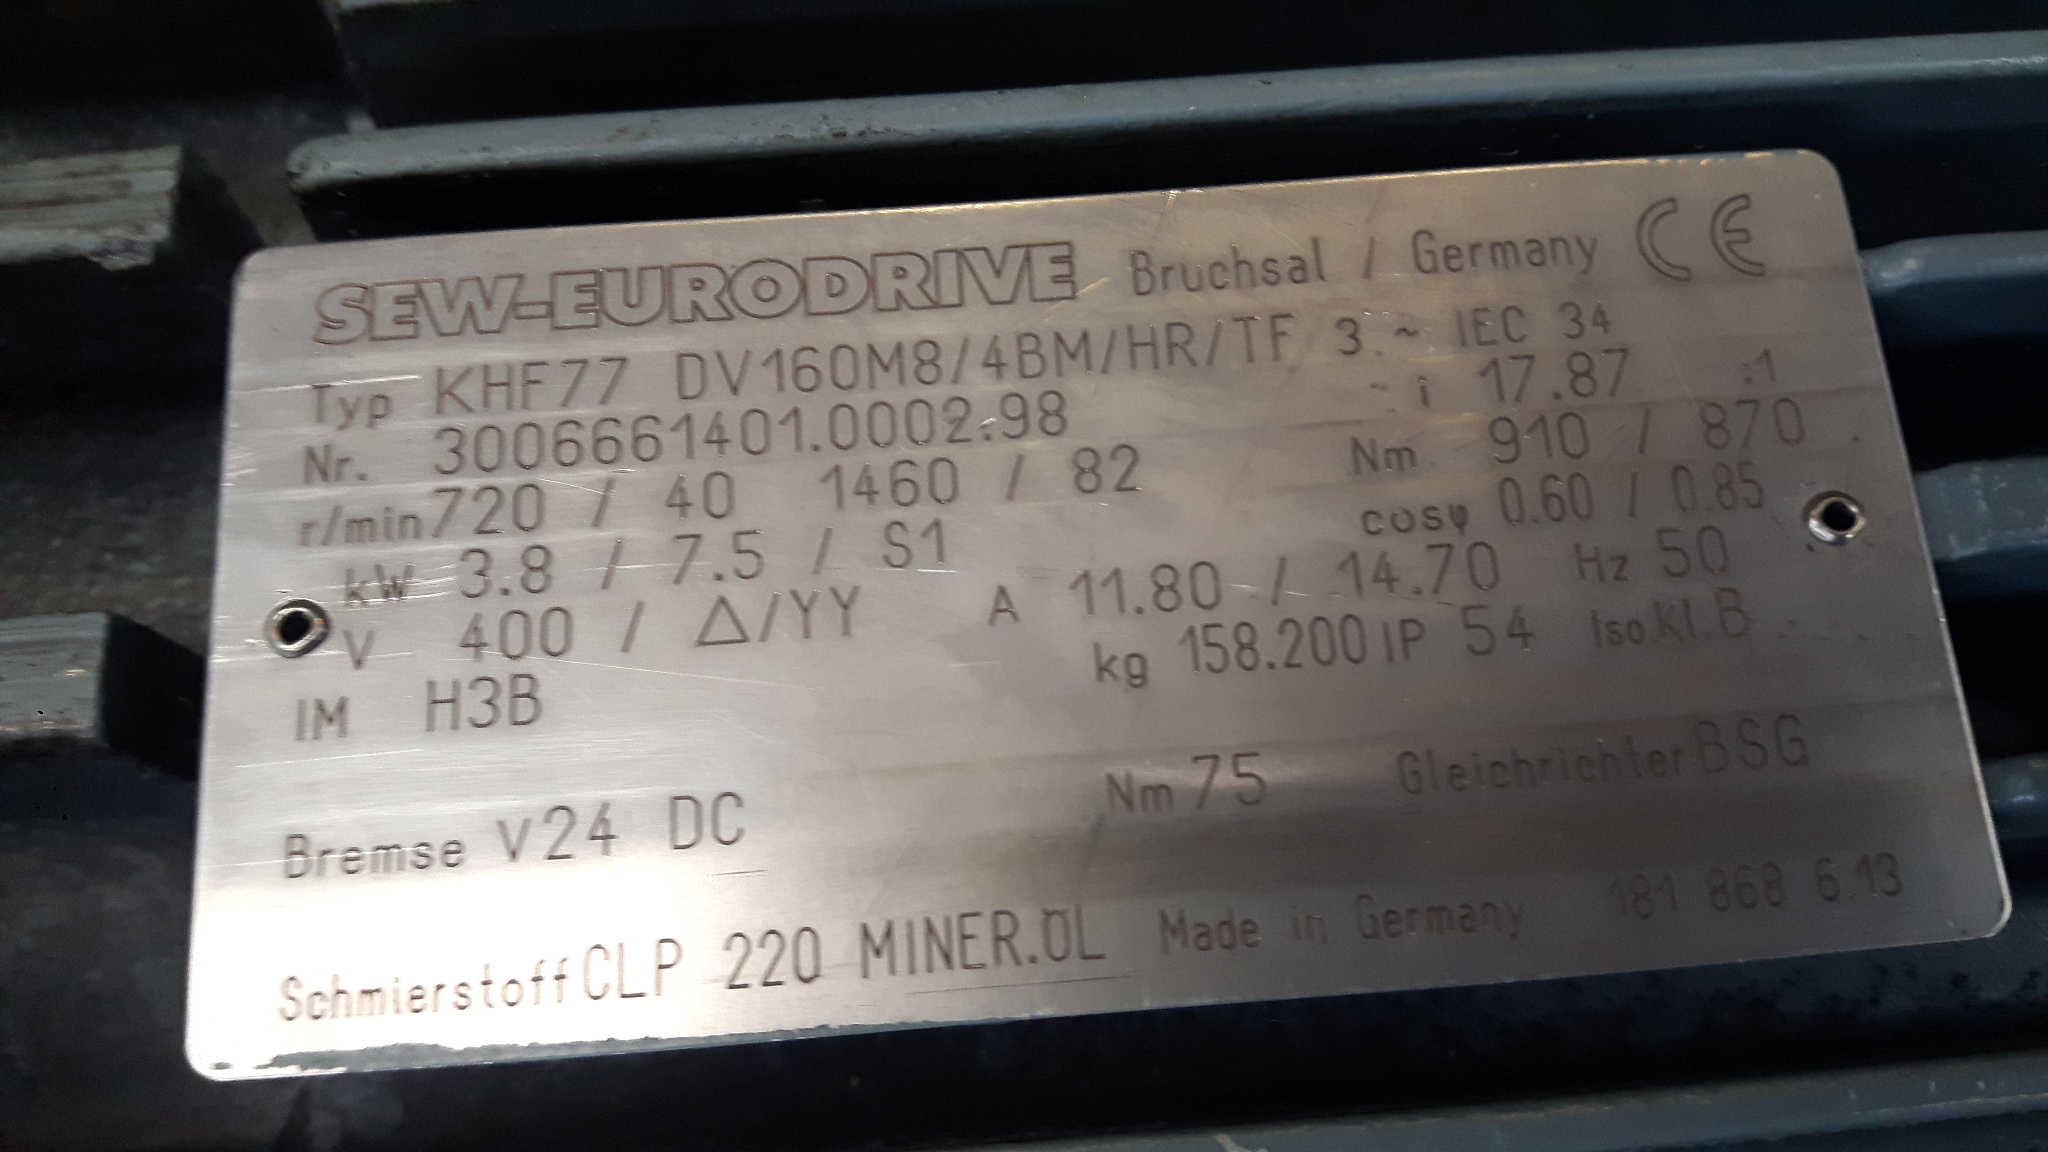 SEW-EURODRIVE Bruchsal / Germany CE
Typ KHF77 DV160M8/4BM/HR/TF 3 ~ IEC 34
Nr. 3006661401.0002.98 i 17.87 :1
r/min 720 / 40 1460 / 82 Nm 910 / 870
kW 3.8 / 7.5 / S1 cosφ 0.60 / 0.85
V 400 / Δ/YY A 11.80 / 14.70 Hz 50
IM H3B kg 158.200 IP 54 Iso.Kl.B
Bremse V24 DC Nm 75 Gleichrichter BSG
Schmierstoff CLP 220 MINER.ÖL Made in Germany 181 868 6.13